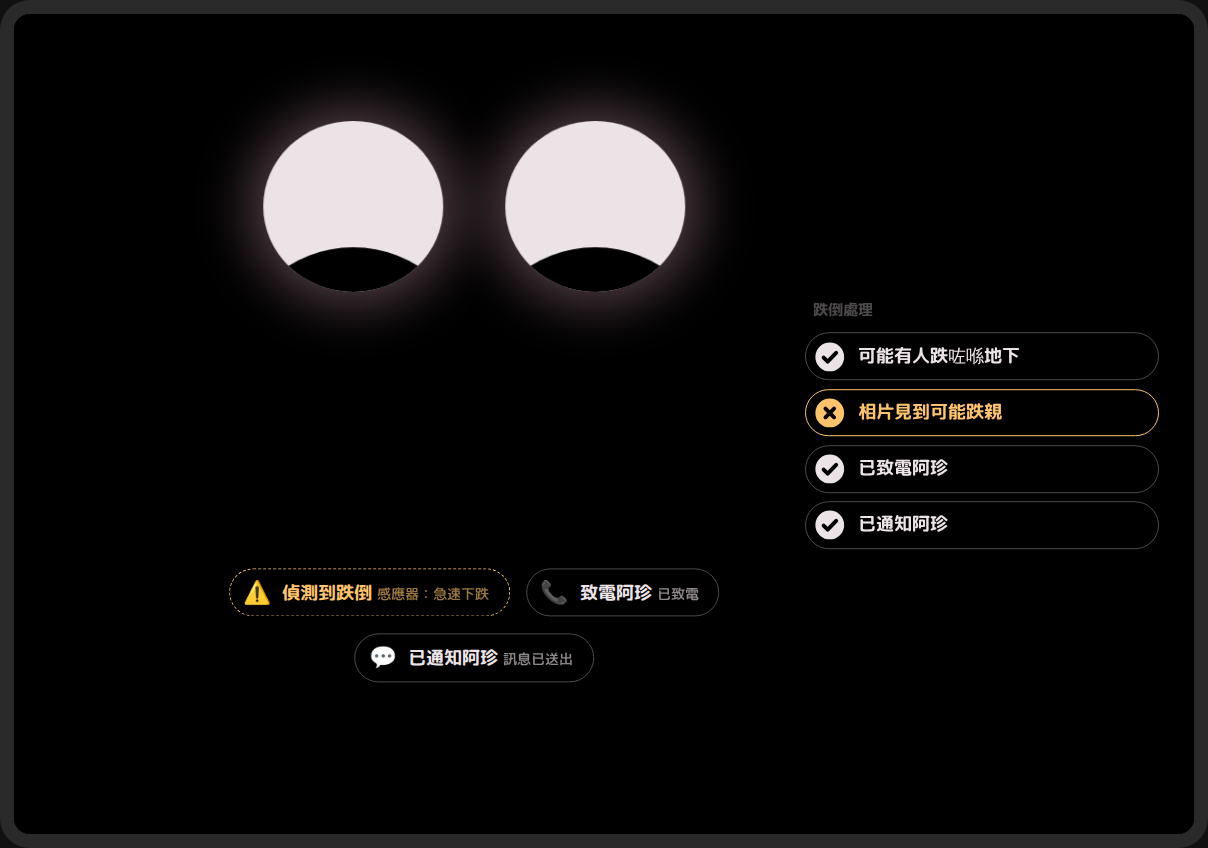 跌倒處理
可能有人跌咗喺地下
相片見到可能跌親
已致電阿珍
已通知阿珍
偵測到跌倒 感應器：急速下跌
致電阿珍 已致電
已通知阿珍 訊息已送出